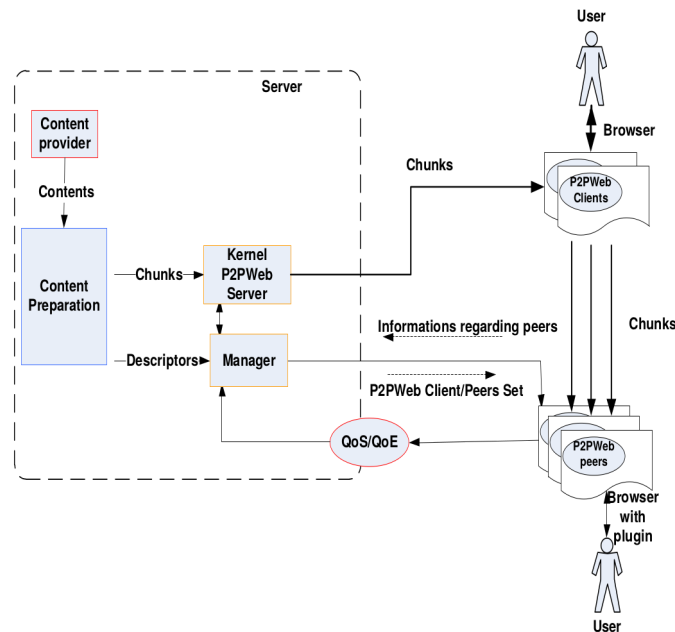 User
Server
Content
provider
Browser
Chunks
P2PWeb
Clients
Contents
Kernel
P2PWeb
Server
Chunks
Content
Preparation
Informations regarding peers
Chunks
Descriptors
Manager
P2PWeb Client/Peers Set
QoS/QoE
P2PWeb
peers
Browser
with
plugin
User